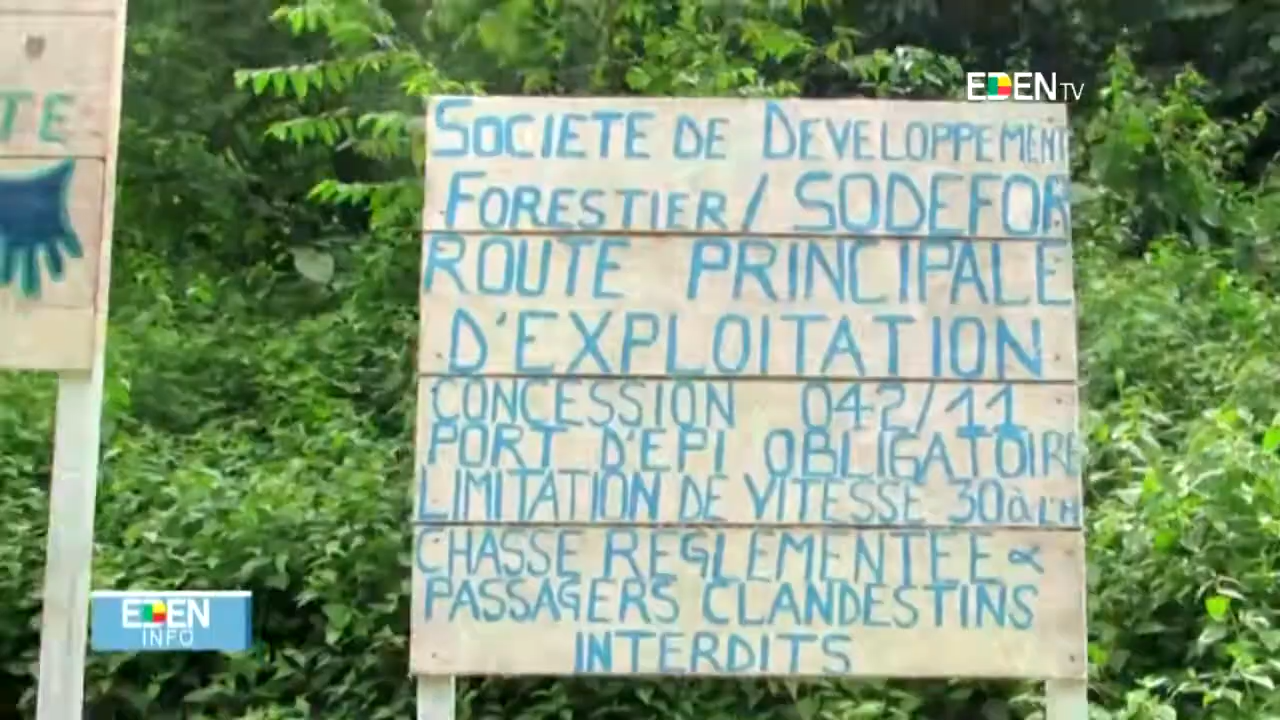 EDEN TV
TE
SOCIETE DE DEVELOPPEMENT
FORESTIER / SODEFOR
ROUTE PRINCIPALE
D'EXPLOITATION
CONCESSION 042/11
PORT D'EPI OBLIGATOIRE
LIMITATION DE VITESSE 30 à L'H
CHASSE REGLEMENTEE &
PASSAGERS CLANDESTINS
INTERDITS
EDEN
INFO